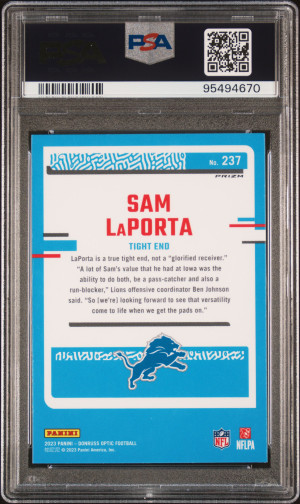 PSA
95494670
No. 237
PRIZM
SAM
LaPORTA
TIGHT END
LaPorta is a true tight end, not a "glorified receiver."
"A lot of Sam's value that he had at Iowa was the
ability to do both, be a pass-catcher and also a
run-blocker," Lions offensive coordinator Ben Johnson
said. "So [we're] looking forward to see that versatility
come to life when we get the pads on."
PANINI
2023 PANINI - DONRUSS OPTIC FOOTBALL
© 2023 Panini America, Inc.
NFL
NFLPA